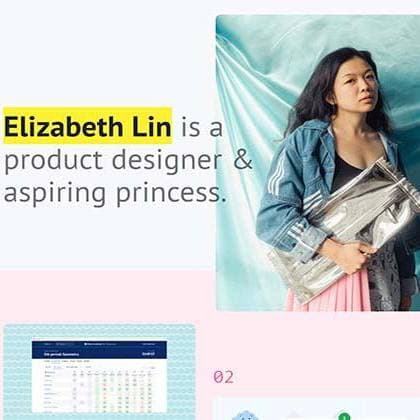 Elizabeth Lin is a
product designer &
aspiring princess.
02